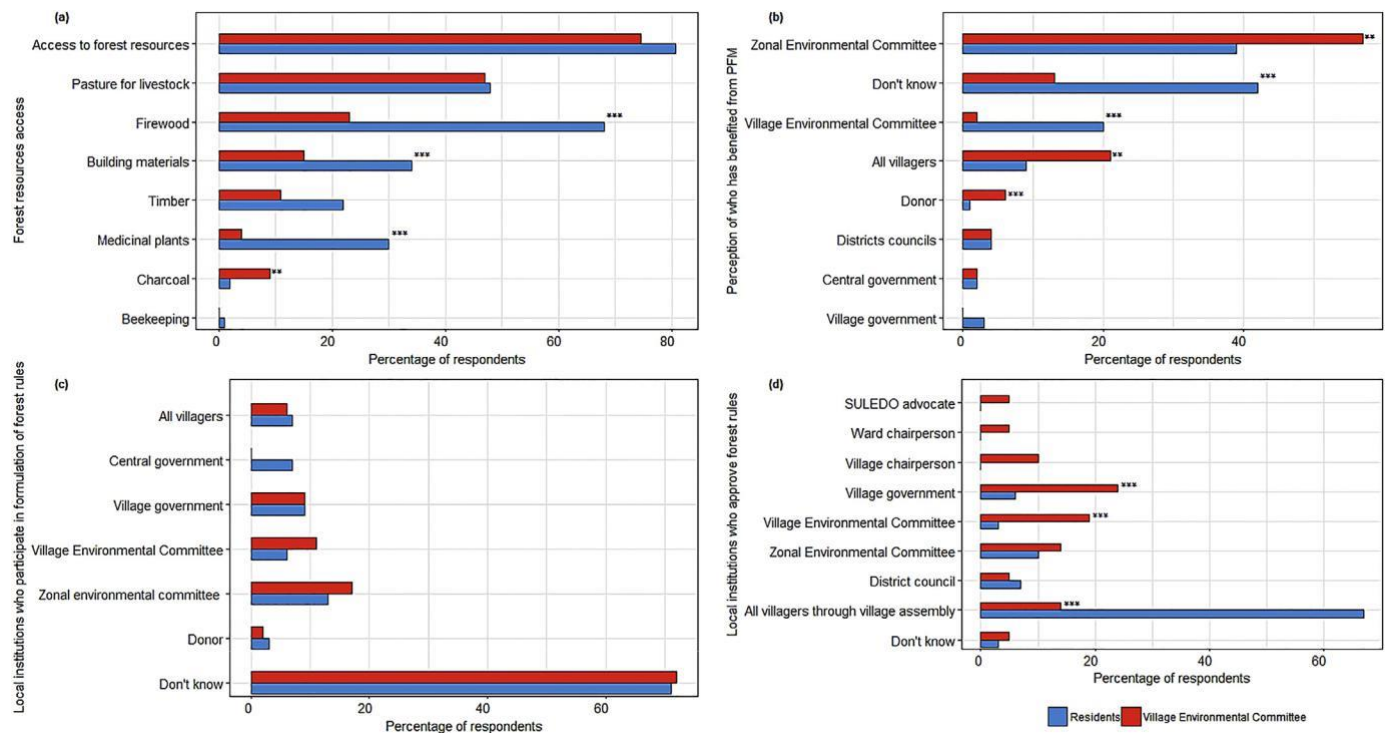 (a)
Forest resources access
Access to forest resources
Pasture for livestock
Firewood
***
Building materials
***
Timber
Medicinal plants
***
Charcoal
**
Beekeeping
0 20 40 60 80
Percentage of respondents
(b)
Perception of who has benefited from PFM
Zonal Environmental Committee
**
Don't know
***
Village Environmental Committee
***
All villagers
**
Donor
***
Districts councils
Central government
Village government
0 20 40
Percentage of respondents
(c)
Local institutions who participate in formulation of forest rules
All villagers
Central government
Village government
Village Environmental Committee
Zonal environmental committee
Donor
Don't know
0 20 40 60
Percentage of respondents
(d)
Local institutions who approve forest rules
SULEDO advocate
Ward chairperson
Village chairperson
Village government
***
Village Environmental Committee
***
Zonal Environmental Committee
District council
All villagers through village assembly
***
Don't know
0 20 40 60
Percentage of respondents
Residents Village Environmental Committee